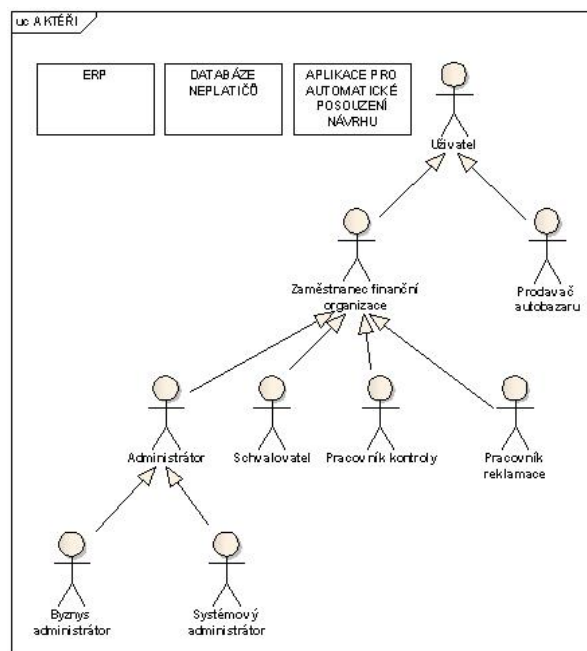 uc AKTÉŘI
ERP
DATABÁZE
NEPLATIČŮ
APLIKACE PRO
AUTOMATICKÉ
POSOUZENÍ
NÁVRHU
Uživatel
Zaměstnanec finanční
organizace
Prodavač
autobazaru
Administrátor
Schvalovatel
Pracovník kontroly
Pracovník
reklamace
Byznys
administrátor
Systémový
administrátor